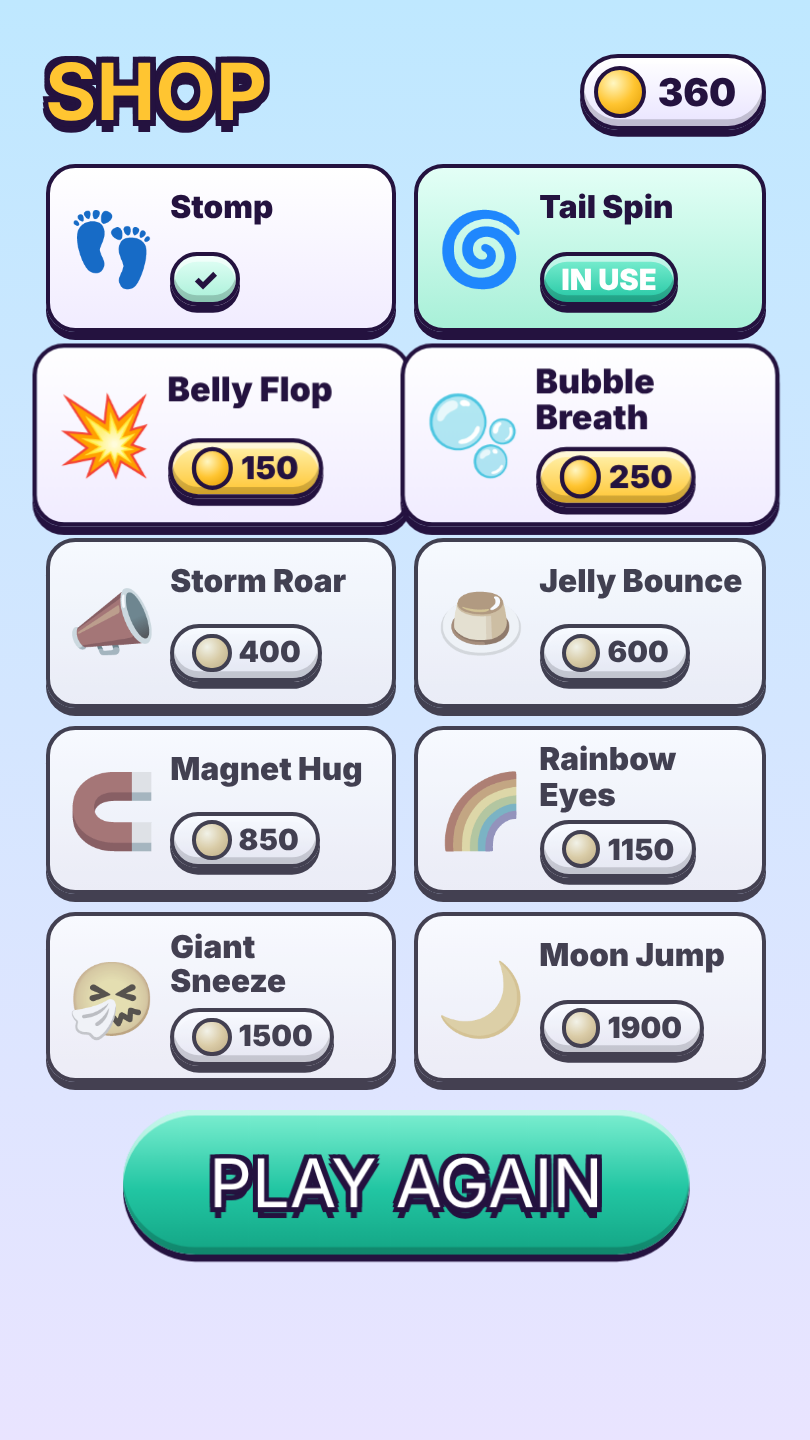 SHOP
360
Stomp
✓
Tail Spin
IN USE
Belly Flop
150
Bubble
Breath
250
Storm Roar
400
Jelly Bounce
600
Magnet Hug
850
Rainbow
Eyes
1150
Giant
Sneeze
1500
Moon Jump
1900
PLAY AGAIN